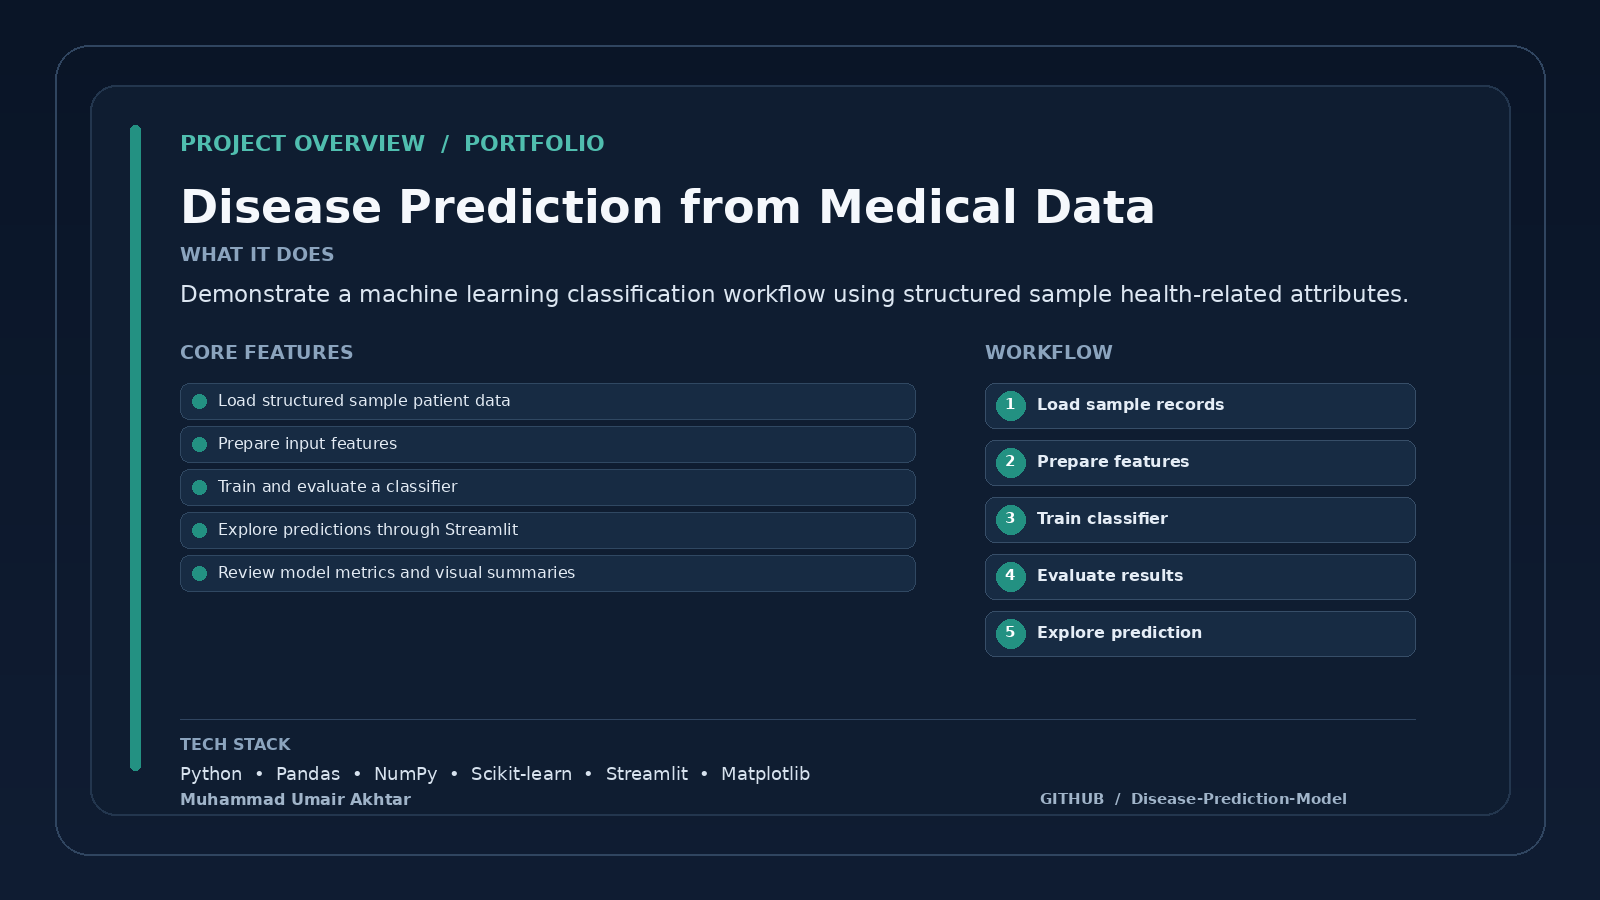 PROJECT OVERVIEW / PORTFOLIO
Disease Prediction from Medical Data
WHAT IT DOES
Demonstrate a machine learning classification workflow using structured sample health-related attributes.
CORE FEATURES
Load structured sample patient data
Prepare input features
Train and evaluate a classifier
Explore predictions through Streamlit
Review model metrics and visual summaries
WORKFLOW
1 Load sample records
2 Prepare features
3 Train classifier
4 Evaluate results
5 Explore prediction
TECH STACK
Python • Pandas • NumPy • Scikit-learn • Streamlit • Matplotlib
Muhammad Umair Akhtar
GITHUB / Disease-Prediction-Model